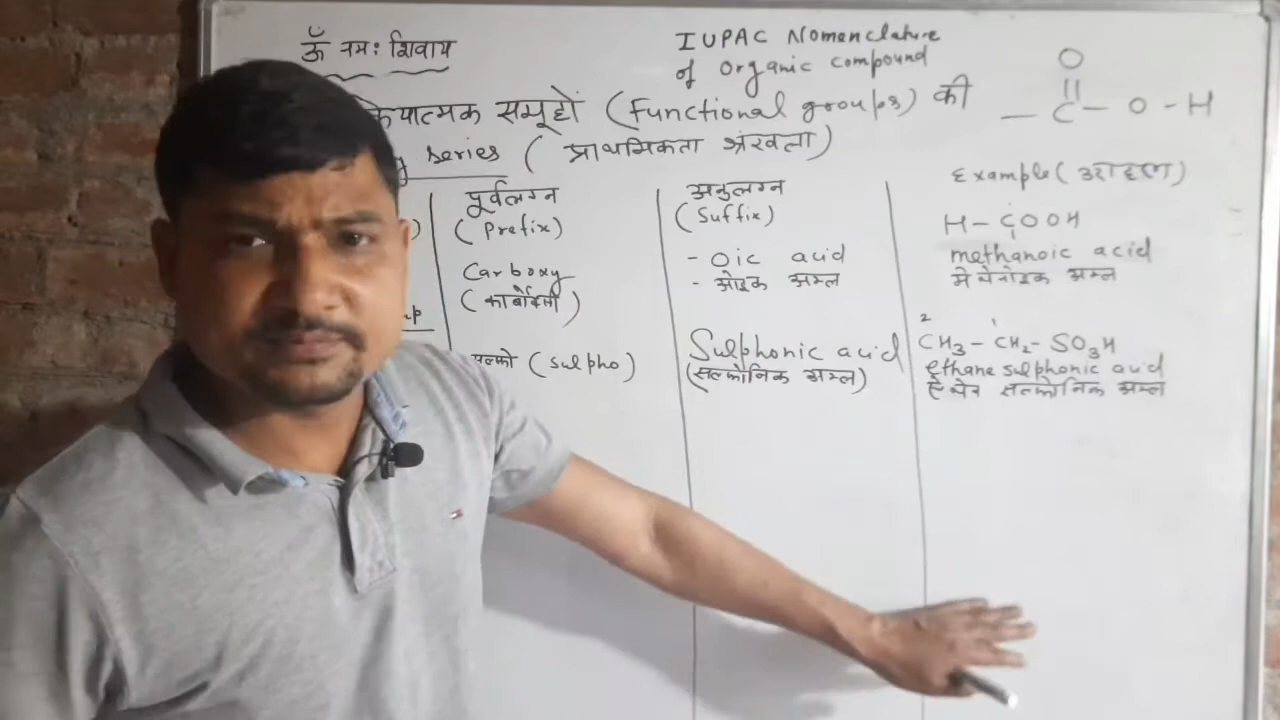 ॐ नमः शिवाय
IUPAC Nomenclature
of Organic compound
क्रियात्मक समूहों (Functional groups) की
series (प्राथमिकता श्रंखला)
O
||
— C — O - H
पूर्वलग्न
(Prefix)
Carboxy
(कार्बोक्सी)
सल्फो (Sulpho)
अनुलग्न
(Suffix)
- Oic acid
- ओइक अम्ल
Sulphonic acid
(सल्फोनिक अम्ल)
Example (उदाहरण)
H - COOH
methanoic acid
मेथेनोइक अम्ल
2 1
CH3 - CH2 - SO3H
ethane sulphonic acid
ऐथेन सल्फोनिक अम्ल